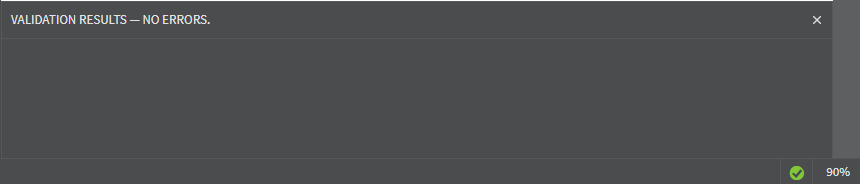 VALIDATION RESULTS — NO ERRORS.
90%